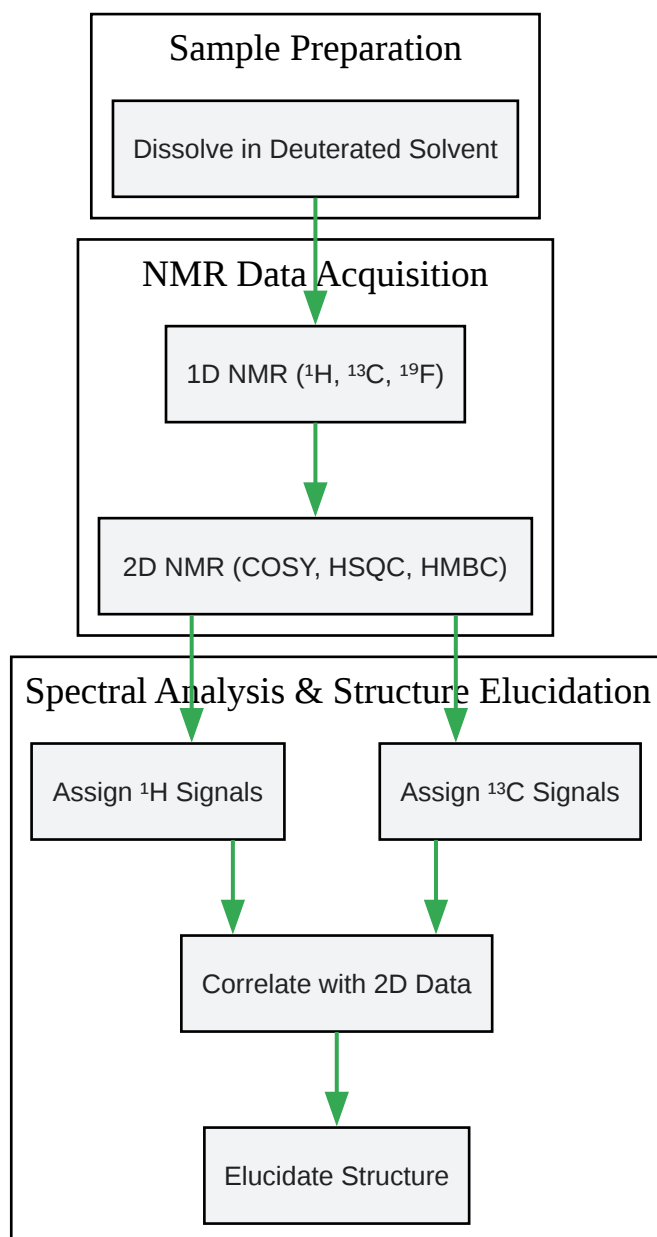 Sample Preparation
Dissolve in Deuterated Solvent
NMR Data Acquisition
1D NMR (¹H, ¹³C, ¹⁹F)
2D NMR (COSY, HSQC, HMBC)
Spectral Analysis & Structure Elucidation
Assign ¹H Signals
Assign ¹³C Signals
Correlate with 2D Data
Elucidate Structure